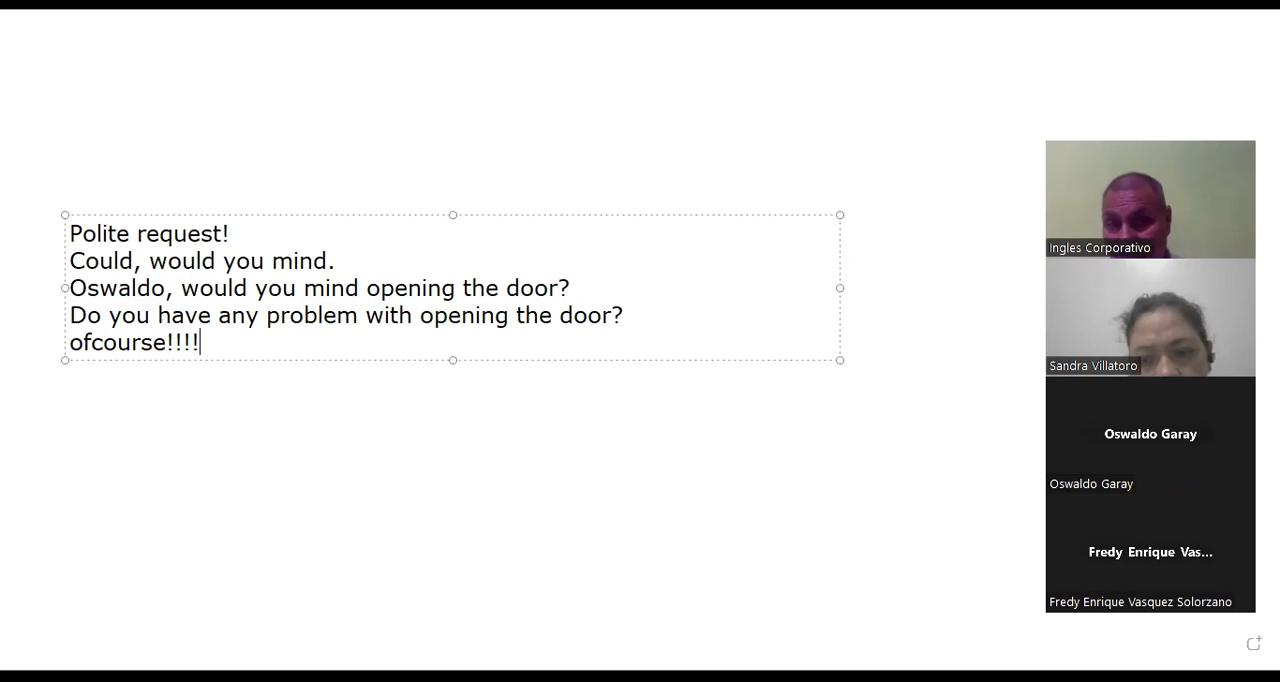 Polite request!
Could, would you mind.
Oswaldo, would you mind opening the door?
Do you have any problem with opening the door?
ofcourse!!!!
Ingles Corporativo
Sandra Villatoro
Oswaldo Garay
Oswaldo Garay
Fredy Enrique Vas...
Fredy Enrique Vasquez Solorzano